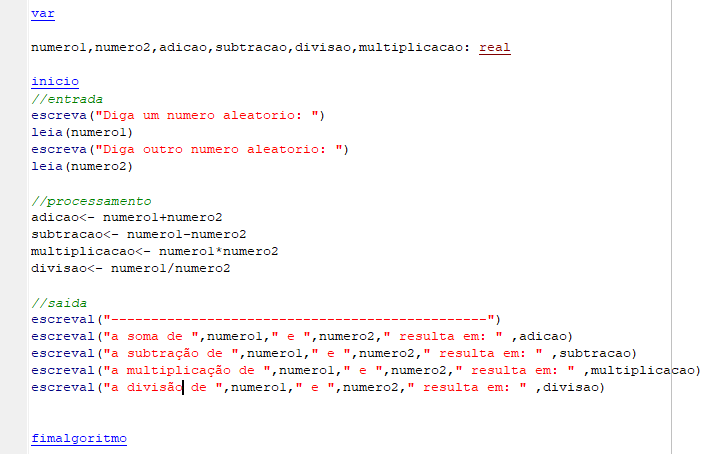 var
numero1,numero2,adicao,subtracao,divisao,multiplicacao: real
inicio
//entrada
escreva("Diga um numero aleatorio: ")
leia(numero1)
escreva("Diga outro numero aleatorio: ")
leia(numero2)
//processamento
adicao<- numero1+numero2
subtracao<- numero1-numero2
multiplicacao<- numero1*numero2
divisao<- numero1/numero2
//saida
escreval("-----------------------------------------------")
escreval("a soma de ",numero1," e ",numero2," resulta em: " ,adicao)
escreval("a subtração de ",numero1," e ",numero2," resulta em: " ,subtracao)
escreval("a multiplicação de ",numero1," e ",numero2," resulta em: " ,multiplicacao)
escreval("a divisão de ",numero1," e ",numero2," resulta em: " ,divisao)
fimalgoritmo